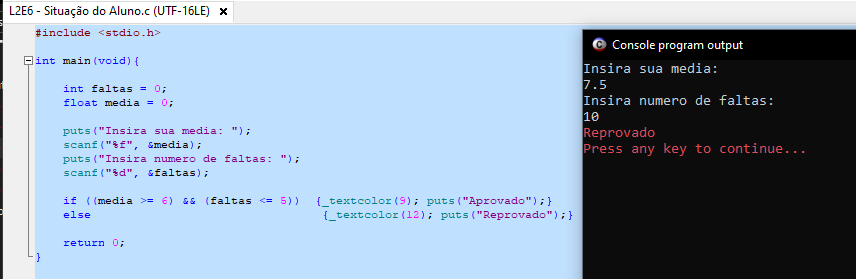 L2E6 - Situação do Aluno.c (UTF-16LE)
#include <stdio.h>
int main(void){
int faltas = 0;
float media = 0;
puts("Insira sua media: ");
scanf("%f", &media);
puts("Insira numero de faltas: ");
scanf("%d", &faltas);
if ((media >= 6) && (faltas <= 5)) {_textcolor(9); puts("Aprovado");}
else {_textcolor(12); puts("Reprovado");}
return 0;
}
Console program output
Insira sua media:
7.5
Insira numero de faltas:
10
Reprovado
Press any key to continue...